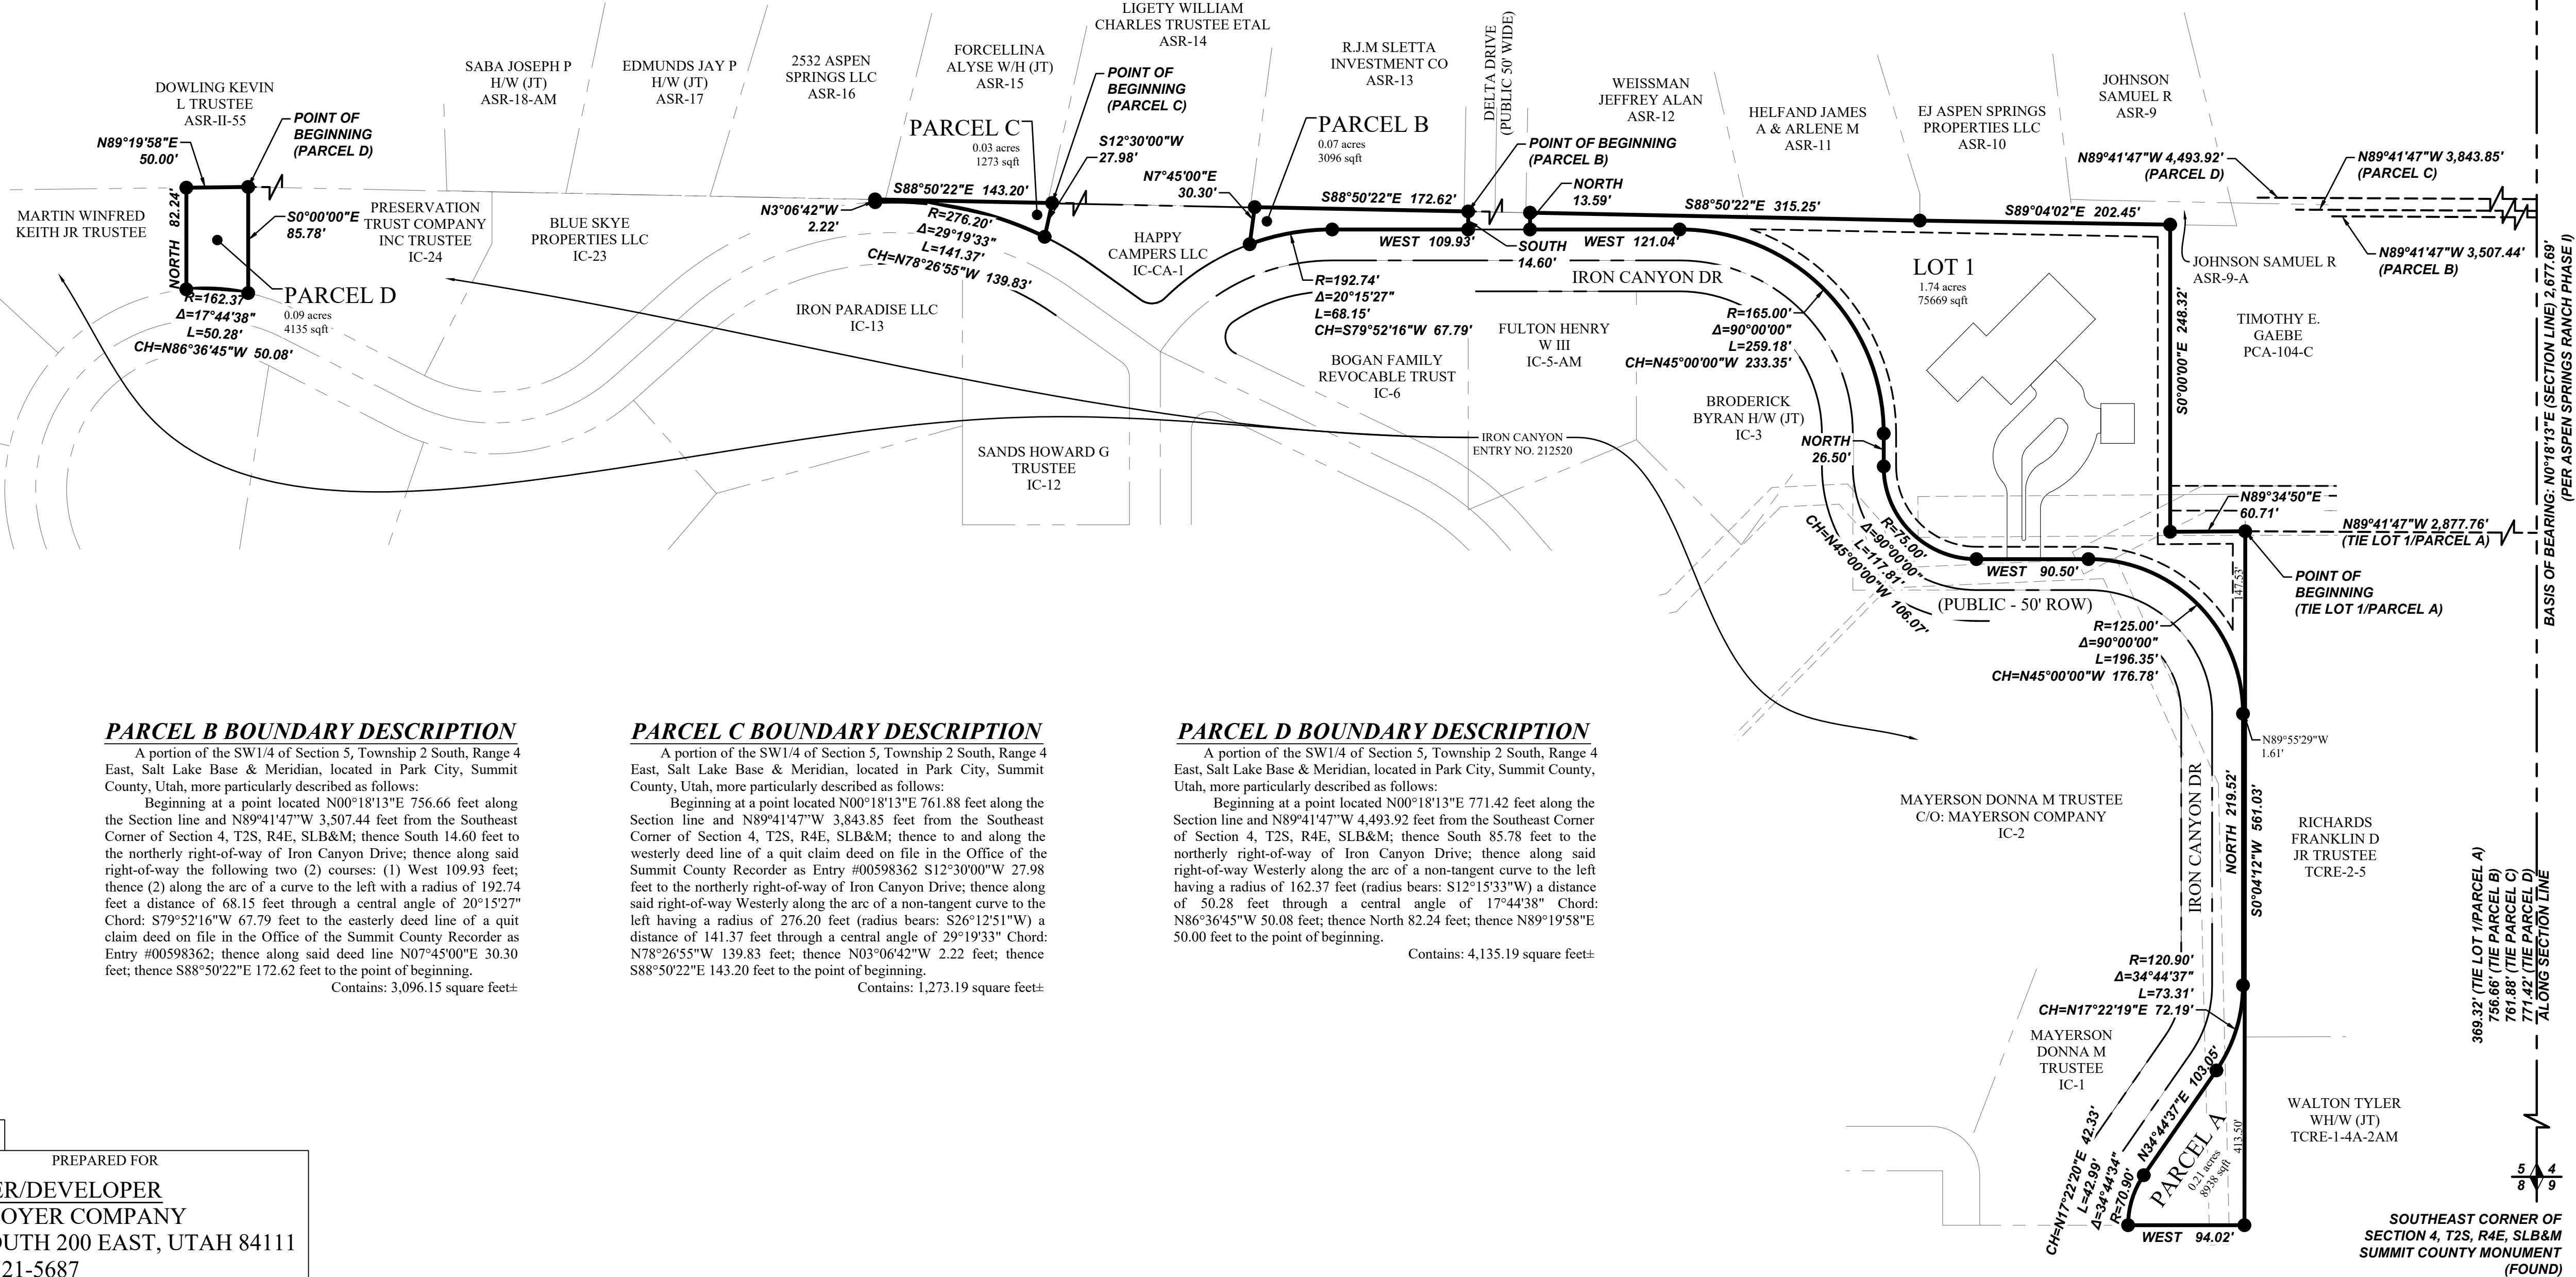 DOWLING KEVIN
L TRUSTEE
ASR-II-55
N89°19'58"E
50.00'
POINT OF
BEGINNING
(PARCEL D)
NORTH 82.24'
S0°00'00"E
85.78'
MARTIN WINFRED
KEITH JR TRUSTEE
PARCEL D
0.09 acres
4135 sqft
R=162.37'
Δ=17°44'38"
L=50.28'
CH=N86°36'45"W 50.08'
PRESERVATION
TRUST COMPANY
INC TRUSTEE
IC-24
SABA JOSEPH P
H/W (JT)
ASR-18-AM
EDMUNDS JAY P
H/W (JT)
ASR-17
2532 ASPEN
SPRINGS LLC
ASR-16
FORCELLINA
ALYSE W/H (JT)
ASR-15
LIGETY WILLIAM
CHARLES TRUSTEE ETAL
ASR-14
R.J.M SLETTA
INVESTMENT CO
ASR-13
DELTA DRIVE
(PUBLIC 50' WIDE)
WEISSMAN
JEFFREY ALAN
ASR-12
HELFAND JAMES
A & ARLENE M
ASR-11
EJ ASPEN SPRINGS
PROPERTIES LLC
ASR-10
JOHNSON
SAMUEL R
ASR-9
BLUE SKYE
PROPERTIES LLC
IC-23
PARCEL C
0.03 acres
1273 sqft
POINT OF
BEGINNING
(PARCEL C)
S12°30'00"W
27.98'
S88°50'22"E 143.20'
N3°06'42"W
2.22'
R=276.20'
Δ=29°19'33"
L=141.37'
CH=N78°26'55"W 139.83'
IRON PARADISE LLC
IC-13
HAPPY
CAMPERS LLC
IC-CA-1
PARCEL B
0.07 acres
3096 sqft
N7°45'00"E
30.30'
S88°50'22"E 172.62'
POINT OF BEGINNING
(PARCEL B)
WEST 109.93'
SOUTH
14.60'
R=192.74'
Δ=20°15'27"
L=68.15'
CH=S79°52'16"W 67.79'
NORTH
13.59'
WEST 121.04'
S88°50'22"E 315.25'
S89°04'02"E 202.45'
IRON CANYON DR
BOGAN FAMILY
REVOCABLE TRUST
IC-6
FULTON HENRY
W III
IC-5-AM
R=165.00'
Δ=90°00'00"
L=259.18'
CH=N45°00'00"W 233.35'
BRODERICK
BYRAN H/W (JT)
IC-3
NORTH
26.50'
LOT 1
1.74 acres
75669 sqft
S0°00'00"E 248.32'
N89º41'47"W 4,493.92'
(PARCEL D)
N89º41'47"W 3,843.85'
(PARCEL C)
N89º41'47"W 3,507.44'
(PARCEL B)
JOHNSON SAMUEL R
ASR-9-A
TIMOTHY E.
GAEBE
PCA-104-C
BASIS OF BEARING: N0°18'13"E (SECTION LINE) 2,677.69'
(PER ASPEN SPRINGS RANCH PHASE I)
SANDS HOWARD G
TRUSTEE
IC-12
IRON CANYON
ENTRY NO. 212520
R=75.00'
Δ=90°00'00"
L=117.81'
CH=N45°00'00"W 106.07'
WEST 90.50'
(PUBLIC - 50' ROW)
N89°34'50"E
60.71'
N89°41'47"W 2,877.76'
(TIE LOT 1/PARCEL A)
147.53'
POINT OF
BEGINNING
(TIE LOT 1/PARCEL A)
R=125.00'
Δ=90°00'00"
L=196.35'
CH=N45°00'00"W 176.78'
N89°55'29"W
1.61'
IRON CANYON DR
NORTH 219.52'
S0°04'12"W 561.03'
MAYERSON DONNA M TRUSTEE
C/O: MAYERSON COMPANY
IC-2
RICHARDS
FRANKLIN D
JR TRUSTEE
TCRE-2-5
369.32' (TIE LOT 1/PARCEL A)
756.66' (TIE PARCEL B)
761.88' (TIE PARCEL C)
771.42' (TIE PARCEL D)
ALONG SECTION LINE
R=120.90'
Δ=34°44'37"
L=73.31'
CH=N17°22'19"E 72.19'
MAYERSON
DONNA M
TRUSTEE
IC-1
N34°44'37"E 103.05'
PARCEL A
0.21 acres
8938 sqft
413.50'
CH=N17°22'20"E 42.33'
L=42.99'
Δ=34°44'34"
R=70.90'
WEST 94.02'
WALTON TYLER
WH/W (JT)
TCRE-1-4A-2AM
5 4
8 9
SOUTHEAST CORNER OF
SECTION 4, T2S, R4E, SLB&M
SUMMIT COUNTY MONUMENT
(FOUND)
PARCEL B BOUNDARY DESCRIPTION
A portion of the SW1/4 of Section 5, Township 2 South, Range 4
East, Salt Lake Base & Meridian, located in Park City, Summit
County, Utah, more particularly described as follows:
Beginning at a point located N00°18'13"E 756.66 feet along
the Section line and N89º41'47"W 3,507.44 feet from the Southeast
Corner of Section 4, T2S, R4E, SLB&M; thence South 14.60 feet to
the northerly right-of-way of Iron Canyon Drive; thence along said
right-of-way the following two (2) courses: (1) West 109.93 feet;
thence (2) along the arc of a curve to the left with a radius of 192.74
feet a distance of 68.15 feet through a central angle of 20°15'27"
Chord: S79°52'16"W 67.79 feet to the easterly deed line of a quit
claim deed on file in the Office of the Summit County Recorder as
Entry #00598362; thence along said deed line N07°45'00"E 30.30
feet; thence S88°50'22"E 172.62 feet to the point of beginning.
Contains: 3,096.15 square feet±
PARCEL C BOUNDARY DESCRIPTION
A portion of the SW1/4 of Section 5, Township 2 South, Range 4
East, Salt Lake Base & Meridian, located in Park City, Summit
County, Utah, more particularly described as follows:
Beginning at a point located N00°18'13"E 761.88 feet along the
Section line and N89º41'47"W 3,843.85 feet from the Southeast
Corner of Section 4, T2S, R4E, SLB&M; thence to and along the
westerly deed line of a quit claim deed on file in the Office of the
Summit County Recorder as Entry #00598362 S12°30'00"W 27.98
feet to the northerly right-of-way of Iron Canyon Drive; thence along
said right-of-way Westerly along the arc of a non-tangent curve to the
left having a radius of 276.20 feet (radius bears: S26°12'51"W) a
distance of 141.37 feet through a central angle of 29°19'33" Chord:
N78°26'55"W 139.83 feet; thence N03°06'42"W 2.22 feet; thence
S88°50'22"E 143.20 feet to the point of beginning.
Contains: 1,273.19 square feet±
PARCEL D BOUNDARY DESCRIPTION
A portion of the SW1/4 of Section 5, Township 2 South, Range 4
East, Salt Lake Base & Meridian, located in Park City, Summit County,
Utah, more particularly described as follows:
Beginning at a point located N00°18'13"E 771.42 feet along the
Section line and N89º41'47"W 4,493.92 feet from the Southeast Corner
of Section 4, T2S, R4E, SLB&M; thence South 85.78 feet to the
northerly right-of-way of Iron Canyon Drive; thence along said
right-of-way Westerly along the arc of a non-tangent curve to the left
having a radius of 162.37 feet (radius bears: S12°15'33"W) a distance
of 50.28 feet through a central angle of 17°44'38" Chord:
N86°36'45"W 50.08 feet; thence North 82.24 feet; thence N89°19'58"E
50.00 feet to the point of beginning.
Contains: 4,135.19 square feet±
PREPARED FOR
ER/DEVELOPER
OYER COMPANY
OUTH 200 EAST, UTAH 84111
21-5687